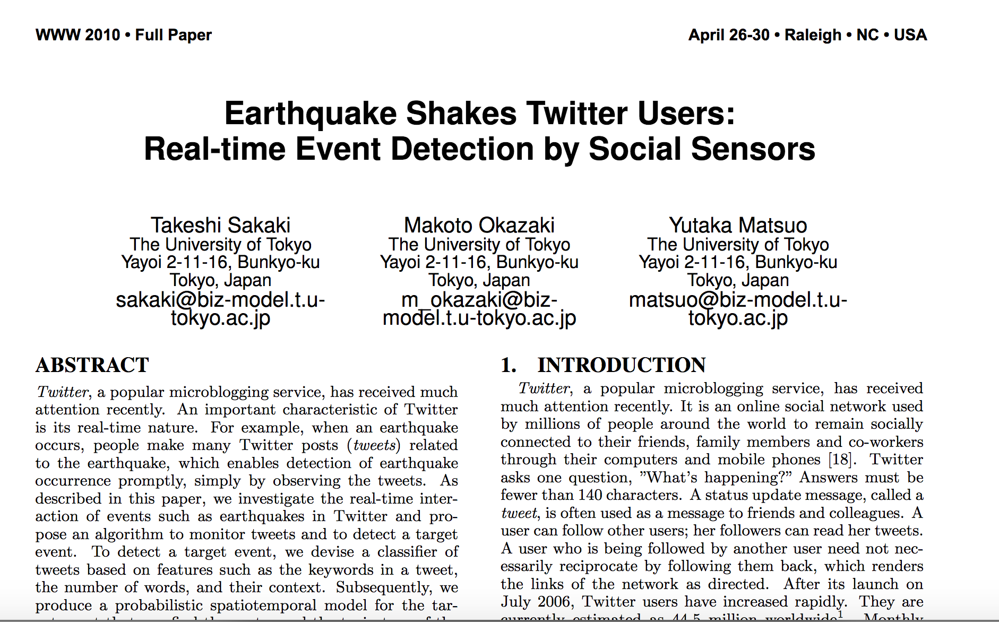 WWW 2010 • Full Paper
April 26-30 • Raleigh • NC • USA
Earthquake Shakes Twitter Users:
Real-time Event Detection by Social Sensors
Takeshi Sakaki
The University of Tokyo
Yayoi 2-11-16, Bunkyo-ku
Tokyo, Japan
sakaki@biz-model.t.u-
tokyo.ac.jp
Makoto Okazaki
The University of Tokyo
Yayoi 2-11-16, Bunkyo-ku
Tokyo, Japan
m_okazaki@biz-
model.t.u-tokyo.ac.jp
Yutaka Matsuo
The University of Tokyo
Yayoi 2-11-16, Bunkyo-ku
Tokyo, Japan
matsuo@biz-model.t.u-
tokyo.ac.jp
ABSTRACT
Twitter, a popular microblogging service, has received much
attention recently. An important characteristic of Twitter
is its real-time nature. For example, when an earthquake
occurs, people make many Twitter posts (tweets) related
to the earthquake, which enables detection of earthquake
occurrence promptly, simply by observing the tweets. As
described in this paper, we investigate the real-time inter-
action of events such as earthquakes in Twitter and pro-
pose an algorithm to monitor tweets and to detect a target
event. To detect a target event, we devise a classifier of
tweets based on features such as the keywords in a tweet,
the number of words, and their context. Subsequently, we
produce a probabilistic spatiotemporal model for the tar-
1. INTRODUCTION
Twitter, a popular microblogging service, has received
much attention recently. It is an online social network used
by millions of people around the world to remain socially
connected to their friends, family members and co-workers
through their computers and mobile phones [18]. Twitter
asks one question, ”What’s happening?” Answers must be
fewer than 140 characters. A status update message, called a
tweet, is often used as a message to friends and colleagues. A
user can follow other users; her followers can read her tweets.
A user who is being followed by another user need not nec-
essarily reciprocate by following them back, which renders
the links of the network as directed. After its launch on
July 2006, Twitter users have increased rapidly. They are
currently estimated as 44.5 million worldwide1. Monthly